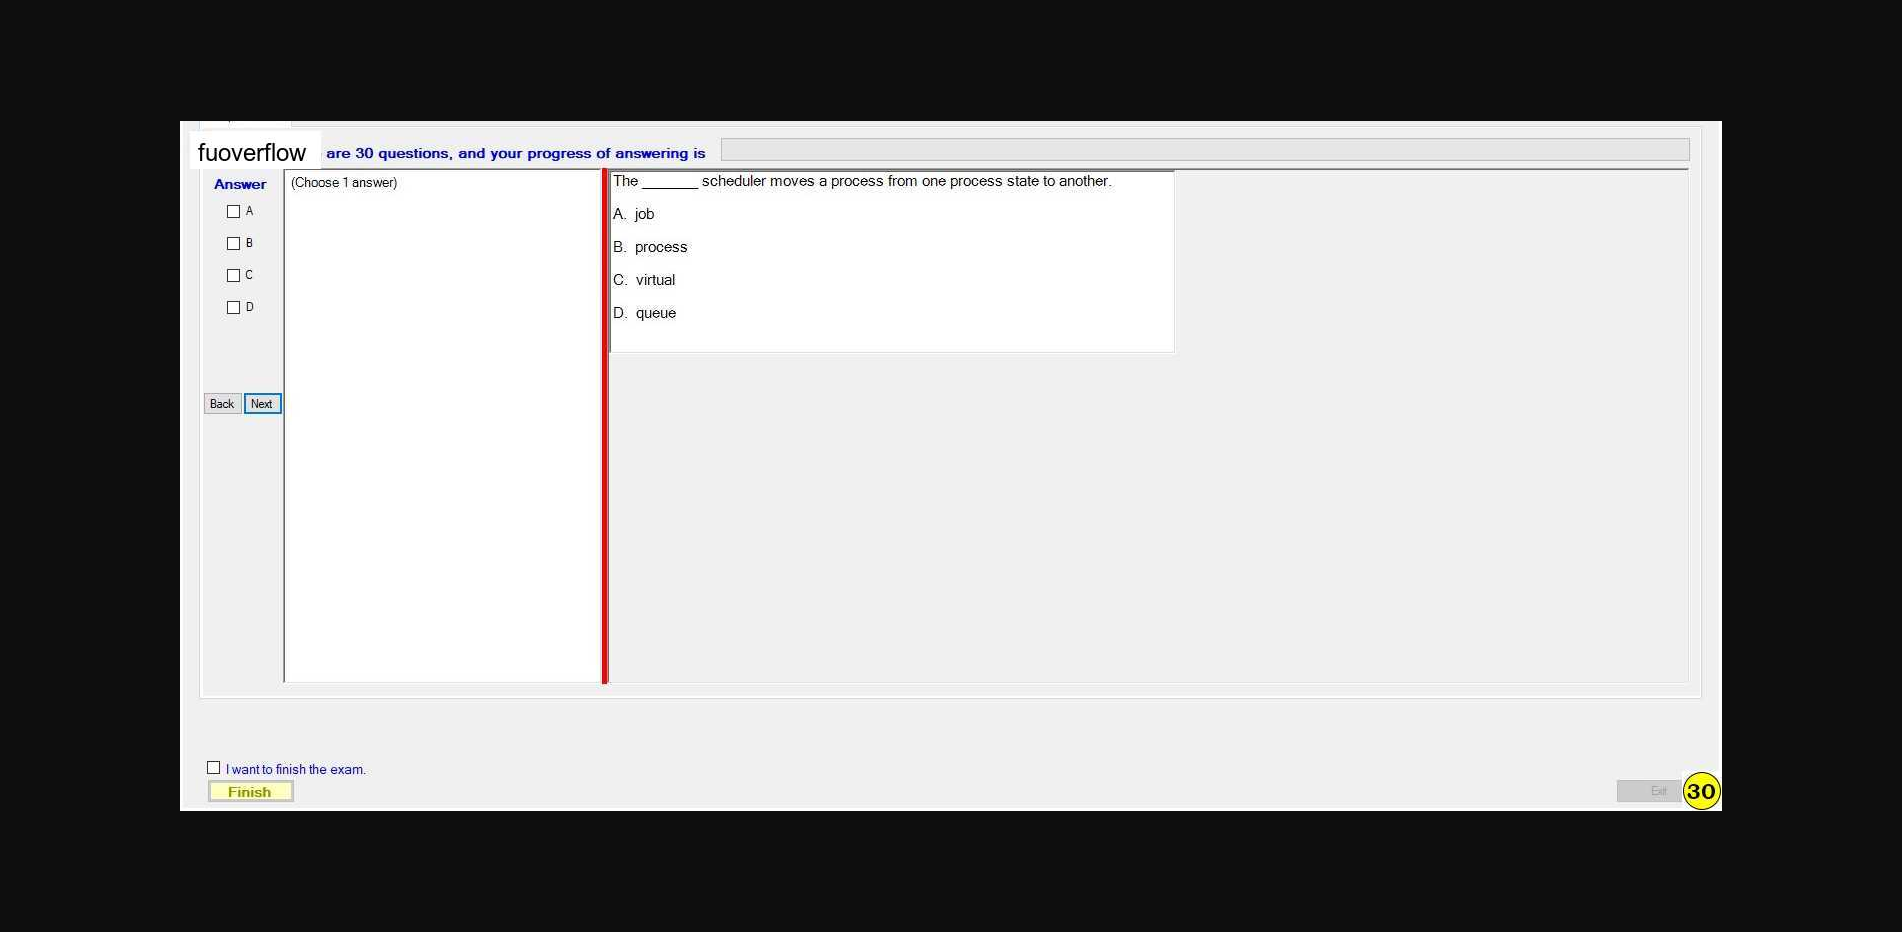 fuoverflow are 30 questions, and your progress of answering is
Answer
A
B
C
D
Back Next
(Choose 1 answer)
The _______ scheduler moves a process from one process state to another.
A. job
B. process
C. virtual
D. queue
I want to finish the exam.
Finish
Exit
30